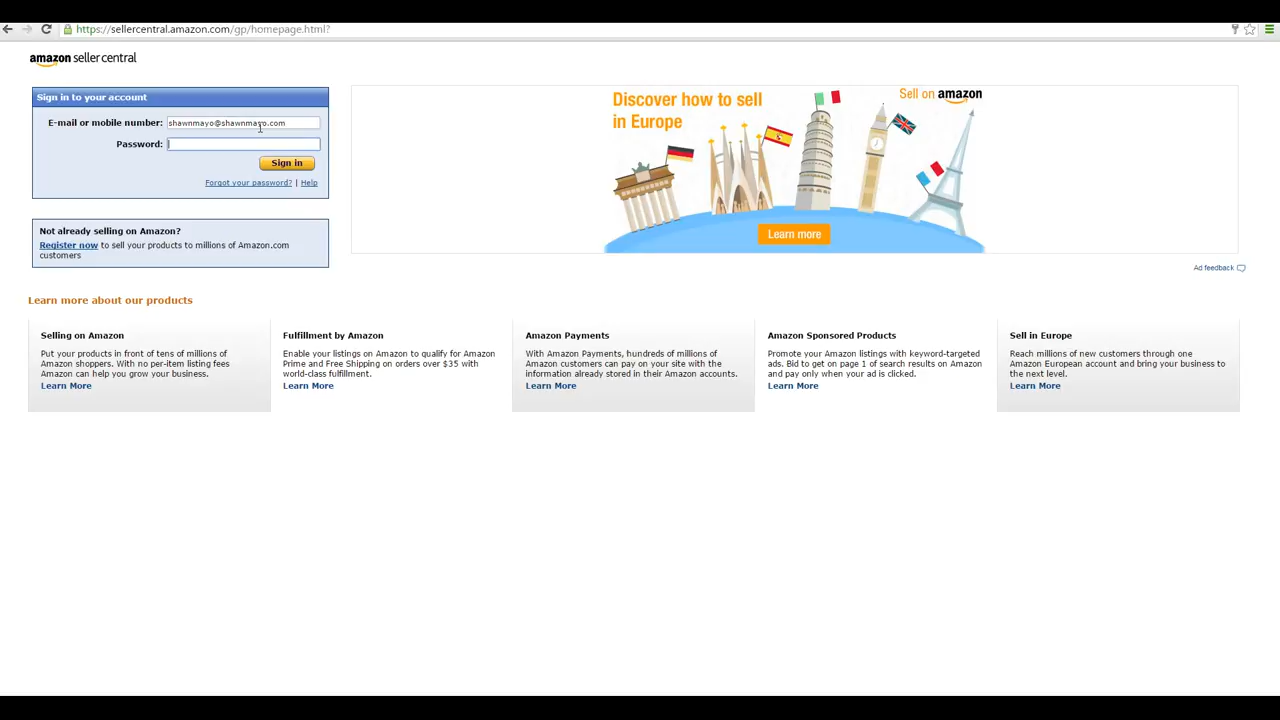 https://sellercentral.amazon.com/gp/homepage.html?
amazon seller central
Sign in to your account
E-mail or mobile number: shawnmayo@shawnmayo.com
Password:
Sign in
Forgot your password? | Help
Not already selling on Amazon?
Register now to sell your products to millions of Amazon.com
customers
Discover how to sell
in Europe
Sell on amazon
Learn more
Ad feedback
Learn more about our products
Selling on Amazon
Put your products in front of tens of millions of
Amazon shoppers. With no per-item listing fees
Amazon can help you grow your business.
Learn More
Fulfillment by Amazon
Enable your listings on Amazon to qualify for Amazon
Prime and Free Shipping on orders over $35 with
world-class fulfillment.
Learn More
Amazon Payments
With Amazon Payments, hundreds of millions of
Amazon customers can pay on your site with the
information already stored in their Amazon accounts.
Learn More
Amazon Sponsored Products
Promote your Amazon listings with keyword-targeted
ads. Bid to get on page 1 of search results on Amazon
and pay only when your ad is clicked.
Learn More
Sell in Europe
Reach millions of new customers through one
Amazon European account and bring your business to
the next level.
Learn More